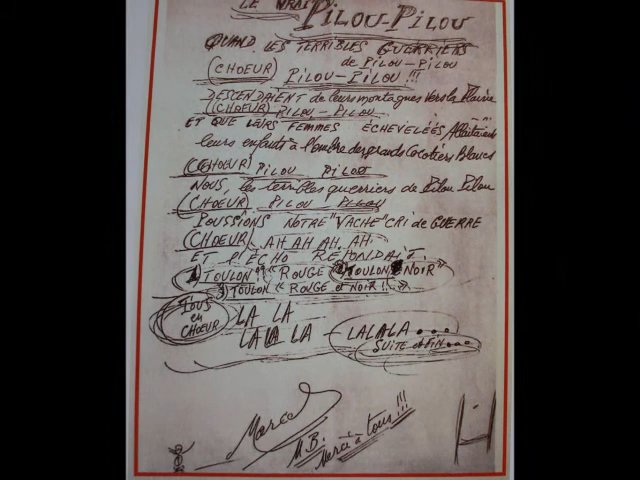 LE VRAI PILOU-PILOU
QUAND LES TERRIBLES GUERRIERS
de PILOU-PILOU
(CHOEUR) PILOU-PILOU!!!
DESCENDAIENT de leurs montagnes vers la Plaine
(CHOEUR) PILOU-PILOU
ET QUE LEURS FEMMES ÉCHEVELÉES Allaitaient
leurs enfants à l'ombre des grands Cocotiers Blancs
(CHOEUR) PILOU PILOU
NOUS, les terribles guerriers de Pilou Pilou
(CHOEUR) PILOU PILOU
POUSSIONS NOTRE "VACHE" CRI de GUERRE
(CHOEUR) AH AH AH, AH.
ET L'ÉCHO REPONDAIT.
1) TOULON "ROUGE" 2) TOULON "NOIR"
3) TOULON "ROUGE et NOIR!!"
TOUS en CHOEUR
LA LA
LA LA LA - LALALA...
SUITE et FIN...
Marcel
M.B.
Merci à tous!!!